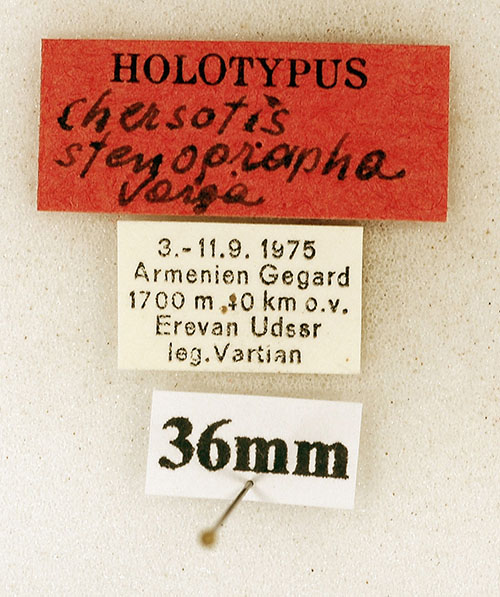 HOLOTYPUS
Chersotis
stenographa
Varga
3.-11.9. 1975
Armenien Gegard
1700 m, 40 km o.v.
Erevan Udssr
leg. Vartian
36mm